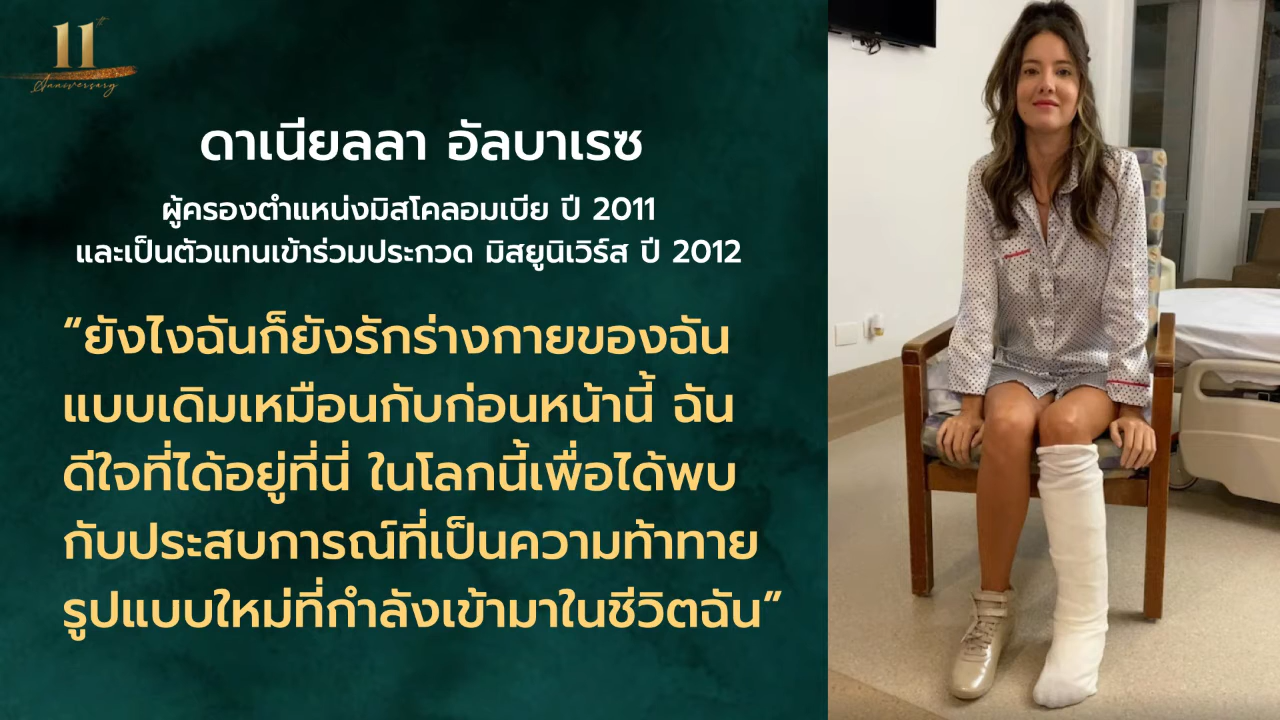 11th
Anniversary
ดาเนียลลา อัลบาเรซ
ผู้ครองตำแหน่งมิสโคลอมเบีย ปี 2011
และเป็นตัวแทนเข้าร่วมประกวด มิสยูนิเวิร์ส ปี 2012
“ยังไงฉันก็ยังรักร่างกายของฉัน
แบบเดิมเหมือนกับก่อนหน้านี้ ฉัน
ดีใจที่ได้อยู่ที่นี่ ในโลกนี้เพื่อได้พบ
กับประสบการณ์ที่เป็นความท้าทาย
รูปแบบใหม่ที่กำลังเข้ามาในชีวิตฉัน”